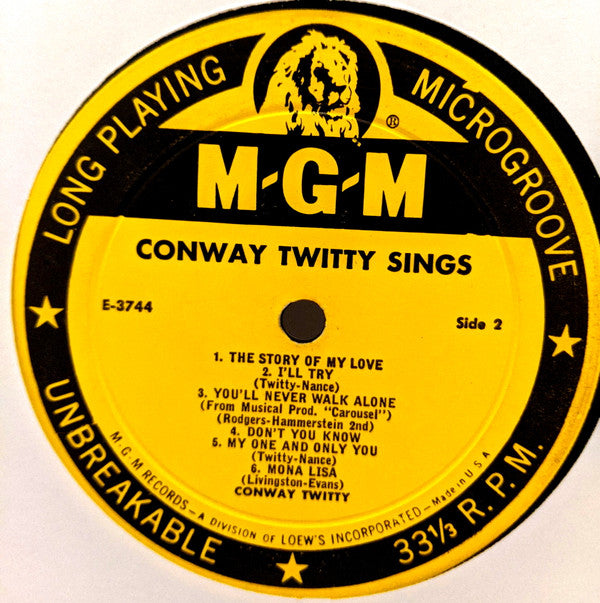 LONG PLAYING
MICROGROOVE
®
M-G-M
CONWAY TWITTY SINGS
E-3744
Side 2
1. THE STORY OF MY LOVE
2. I'LL TRY
(Twitty-Nance)
3. YOU'LL NEVER WALK ALONE
(From Musical Prod. "Carousel")
(Rodgers-Hammerstein 2nd)
4. DON'T YOU KNOW
5. MY ONE AND ONLY YOU
(Twitty-Nance)
6. MONA LISA
(Livingston-Evans)
CONWAY TWITTY
M.G.M RECORDS—A DIVISION OF LOEW'S INCORPORATED—Made in U.S.A
UNBREAKABLE
33⅓ R.P.M.